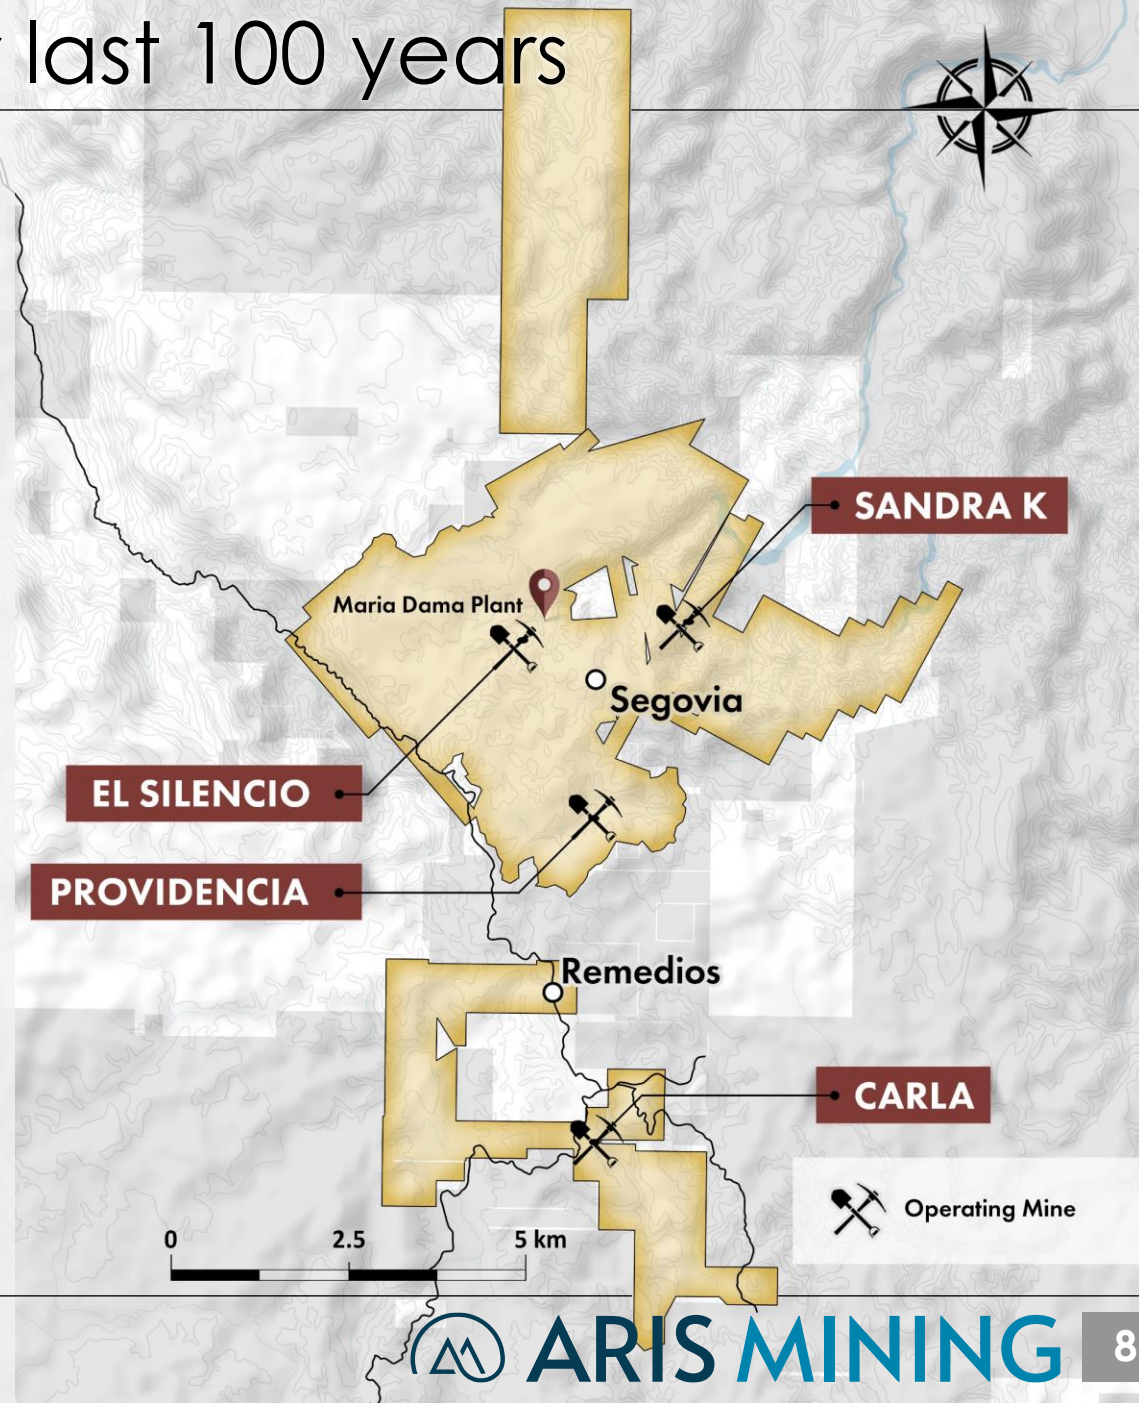 last 100 years
SANDRA K
Maria Dama Plant
Segovia
EL SILENCIO
PROVIDENCIA
Remedios
CARLA
Operating Mine
0 2.5 5 km
ARIS MINING
8